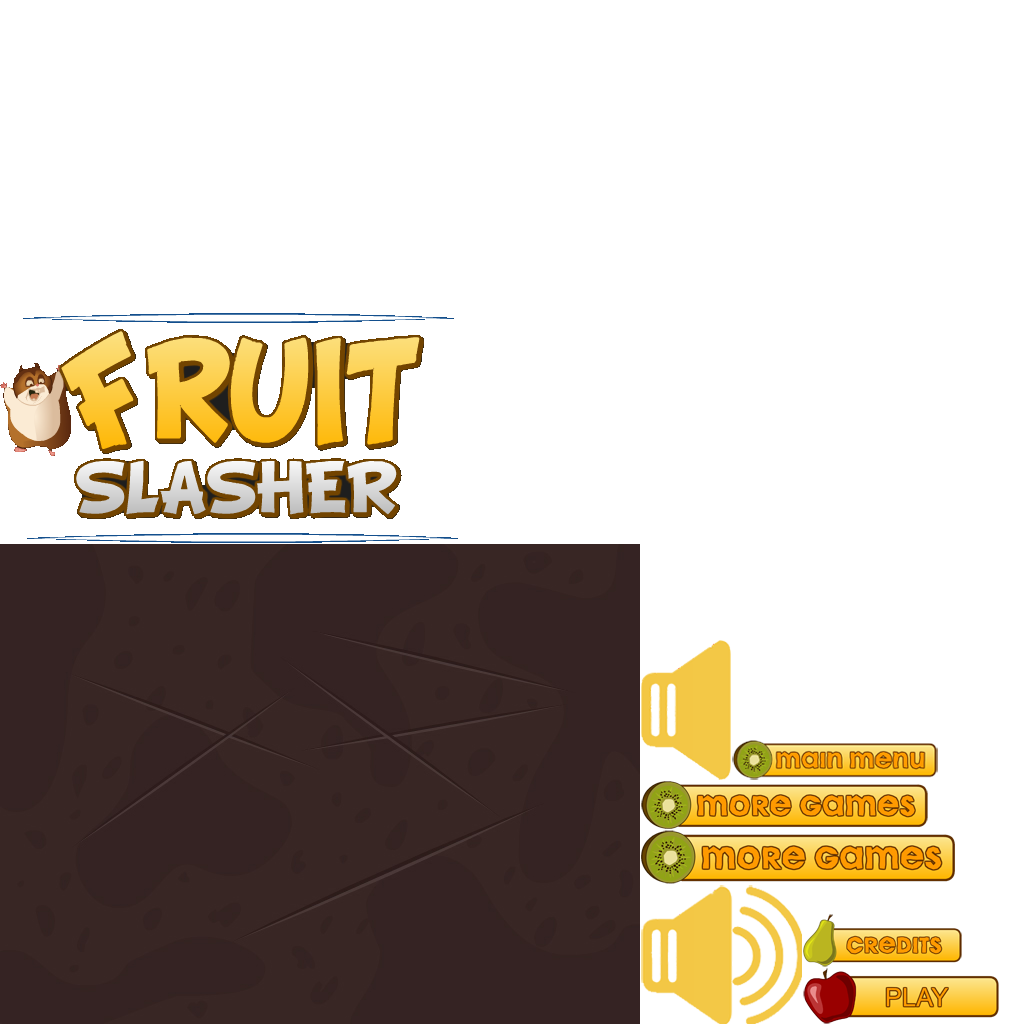 FRUIT
SLASHER
main menu
more games
more games
credits
PLAY